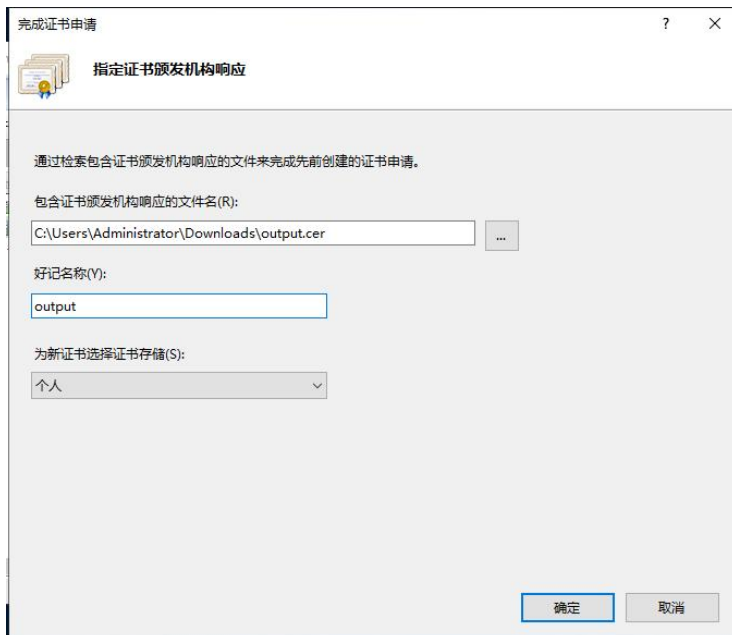 完成证书申请
指定证书颁发机构响应
通过检索包含证书颁发机构响应的文件来完成先前创建的证书申请。
包含证书颁发机构响应的文件名(R):
C:\Users\Administrator\Downloads\output.cer
...
好记名称(Y):
output
为新证书选择证书存储(S):
个人
确定
取消